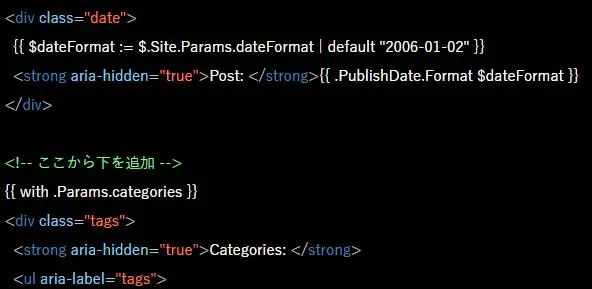 <div class="date">
{{ $dateFormat := $.Site.Params.dateFormat | default "2006-01-02" }}
<strong aria-hidden="true">Post: </strong>{{ .PublishDate.Format $dateFormat }}
</div>
<!-- ここから下を追加 -->
{{ with .Params.categories }}
<div class="tags">
<strong aria-hidden="true">Categories: </strong>
<ul aria-label="tags">